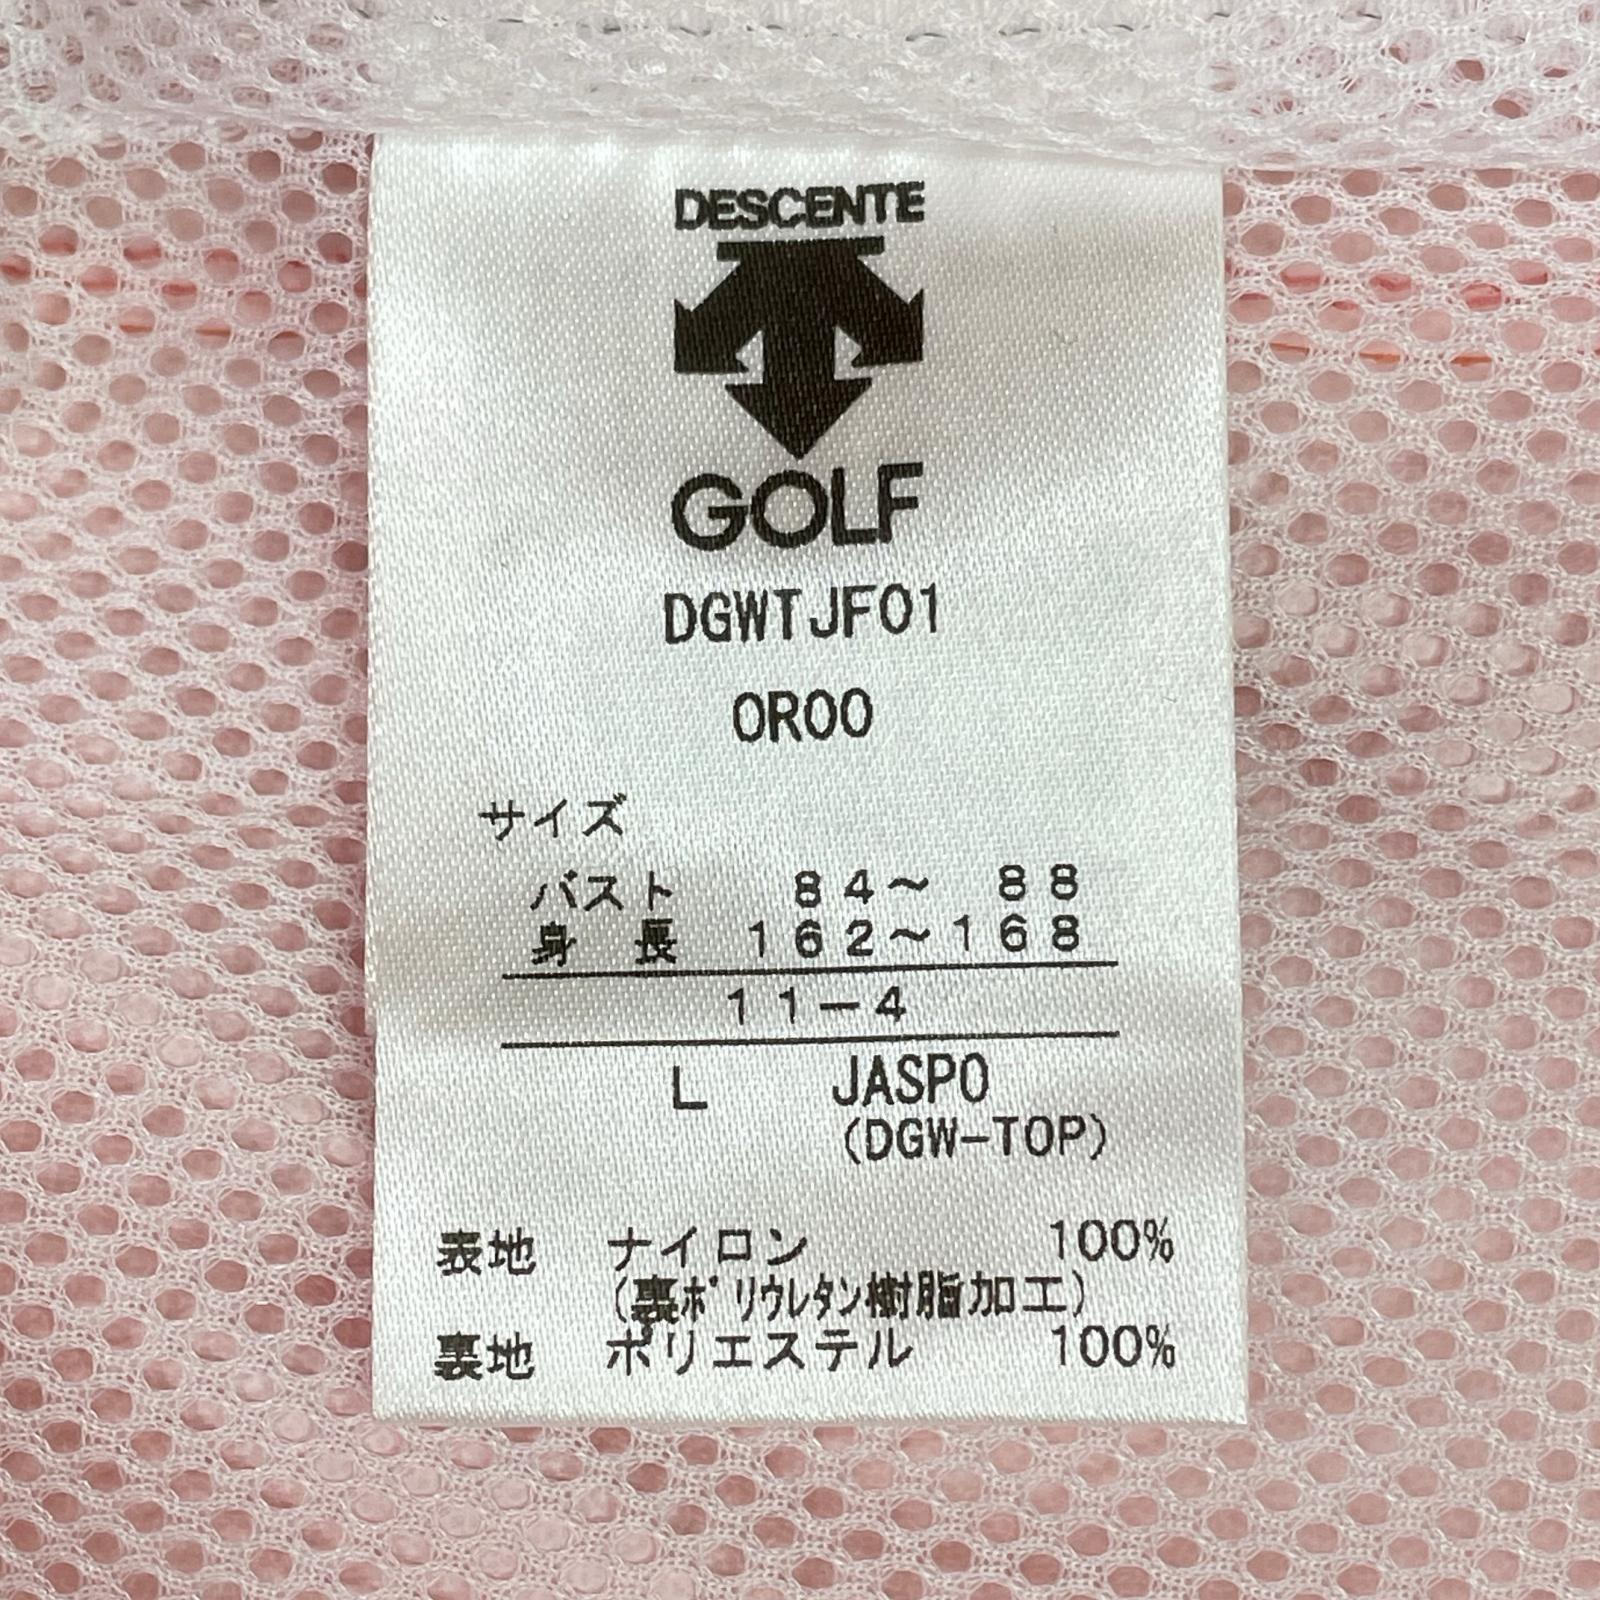 DESCENTE
GOLF
DGWTJF01
OR00
サイズ
バスト 84～ 88
身 長 162～168
11-4
L JASPO
(DGW-TOP)
表地 ナイロン 100%
(裏ポリウレタン樹脂加工)
裏地 ポリエステル 100%